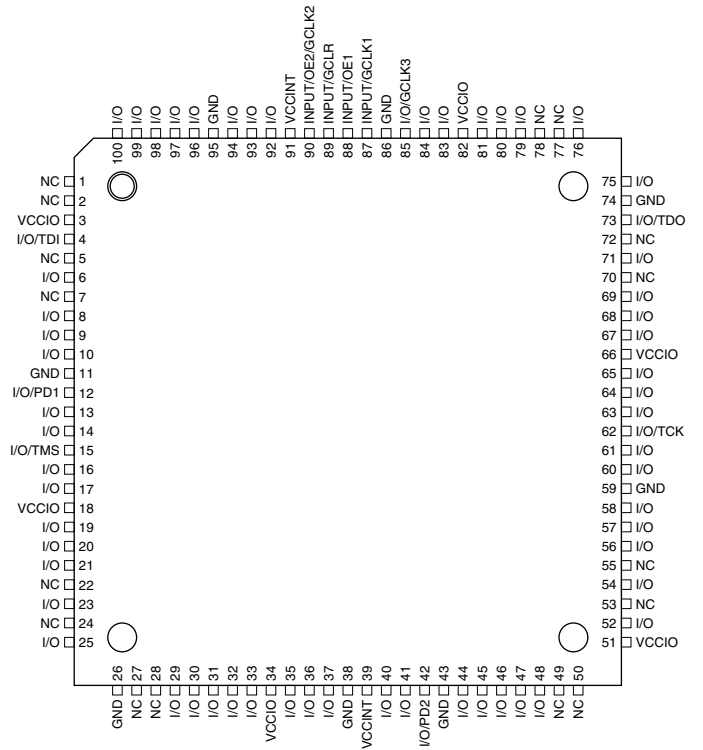 I/O
I/O
I/O
I/O
I/O
GND
I/O
I/O
I/O
VCCINT
INPUT/OE2/GCLK2
INPUT/GCLR
INPUT/OE1
INPUT/GCLK1
GND
I/O/GCLK3
I/O
I/O
VCCIO
I/O
I/O
I/O
NC
NC
I/O
100
99
98
97
96
95
94
93
92
91
90
89
88
87
86
85
84
83
82
81
80
79
78
77
76
NC 1
NC 2
VCCIO 3
I/O/TDI 4
NC 5
I/O 6
NC 7
I/O 8
I/O 9
I/O 10
GND 11
I/O/PD1 12
I/O 13
I/O 14
I/O/TMS 15
I/O 16
I/O 17
VCCIO 18
I/O 19
I/O 20
I/O 21
NC 22
I/O 23
NC 24
I/O 25
75 I/O
74 GND
73 I/O/TDO
72 NC
71 I/O
70 NC
69 I/O
68 I/O
67 I/O
66 VCCIO
65 I/O
64 I/O
63 I/O
62 I/O/TCK
61 I/O
60 I/O
59 GND
58 I/O
57 I/O
56 I/O
55 NC
54 I/O
53 NC
52 I/O
51 VCCIO
26
27
28
29
30
31
32
33
34
35
36
37
38
39
40
41
42
43
44
45
46
47
48
49
50
GND
NC
NC
I/O
I/O
I/O
I/O
I/O
VCCIO
I/O
I/O
I/O
GND
VCCINT
I/O
I/O
I/O/PD2
GND
I/O
I/O
I/O
I/O
I/O
NC
NC